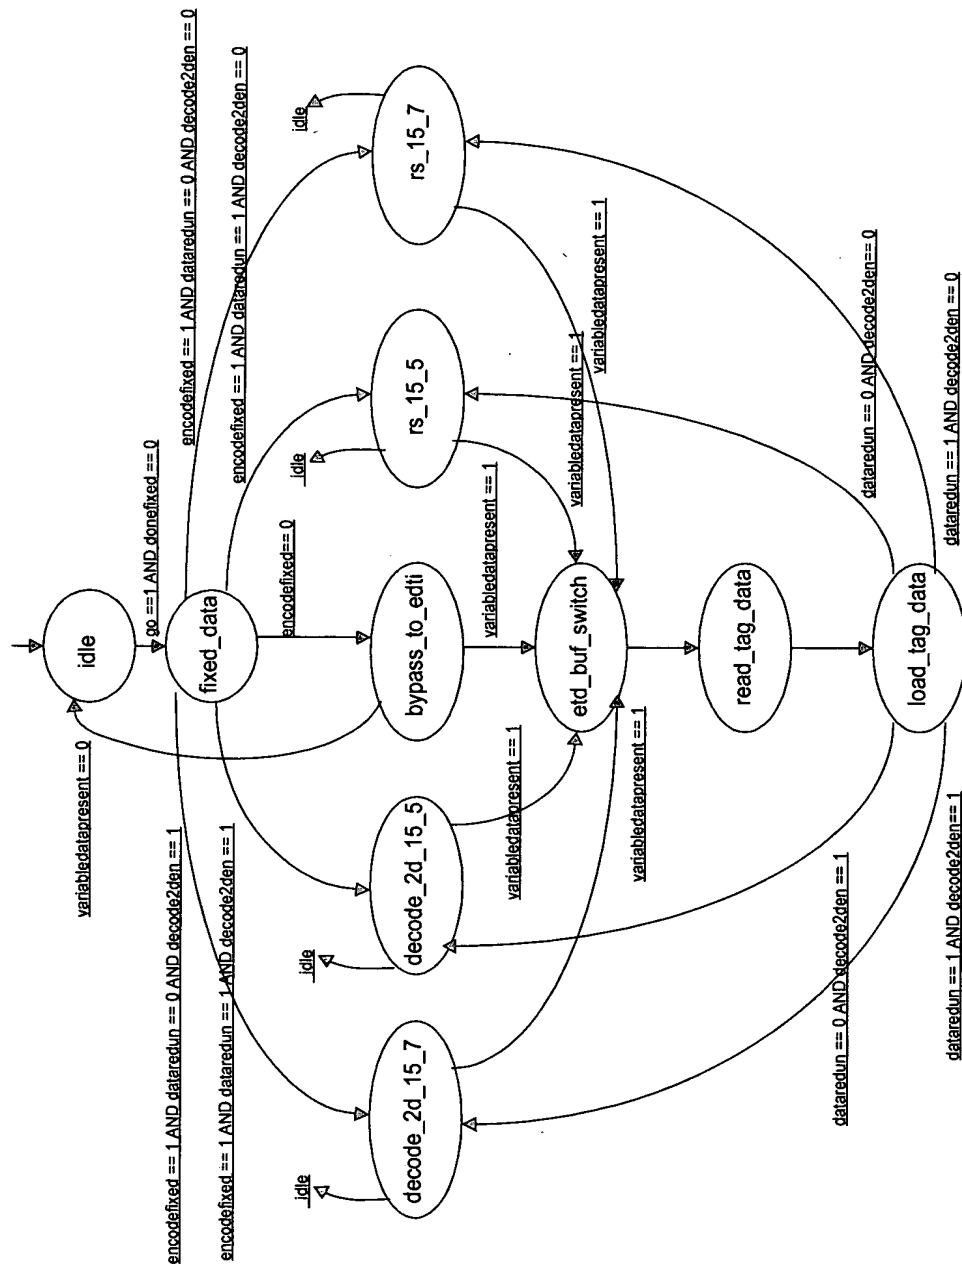 idle
go ==1 AND donefixed == 0
variabledatapresent == 0
fixed_data
encodefixed == 1 AND dataredun == 0 AND decode2den == 1
encodefixed == 1 AND dataredun == 1 AND decode2den == 1
encodefixed== 0
encodefixed == 1 AND dataredun == 0 AND decode2den == 0
encodefixed == 1 AND dataredun == 1 AND decode2den == 0
idle
idle
idle
idle
decode_2d_15_7
decode_2d_15_5
bypass_to_edti
rs_15_5
rs_15_7
variabledatapresent == 1
variabledatapresent == 1
variabledatapresent == 1
variabledatapresent == 1
variabledatapresent == 1
etd_buf_switch
read_tag_data
load_tag_data
dataredun == 0 AND decode2den == 1
dataredun == 1 AND decode2den== 1
dataredun == 0 AND decode2den== 0
dataredun == 1 AND decode2den == 0